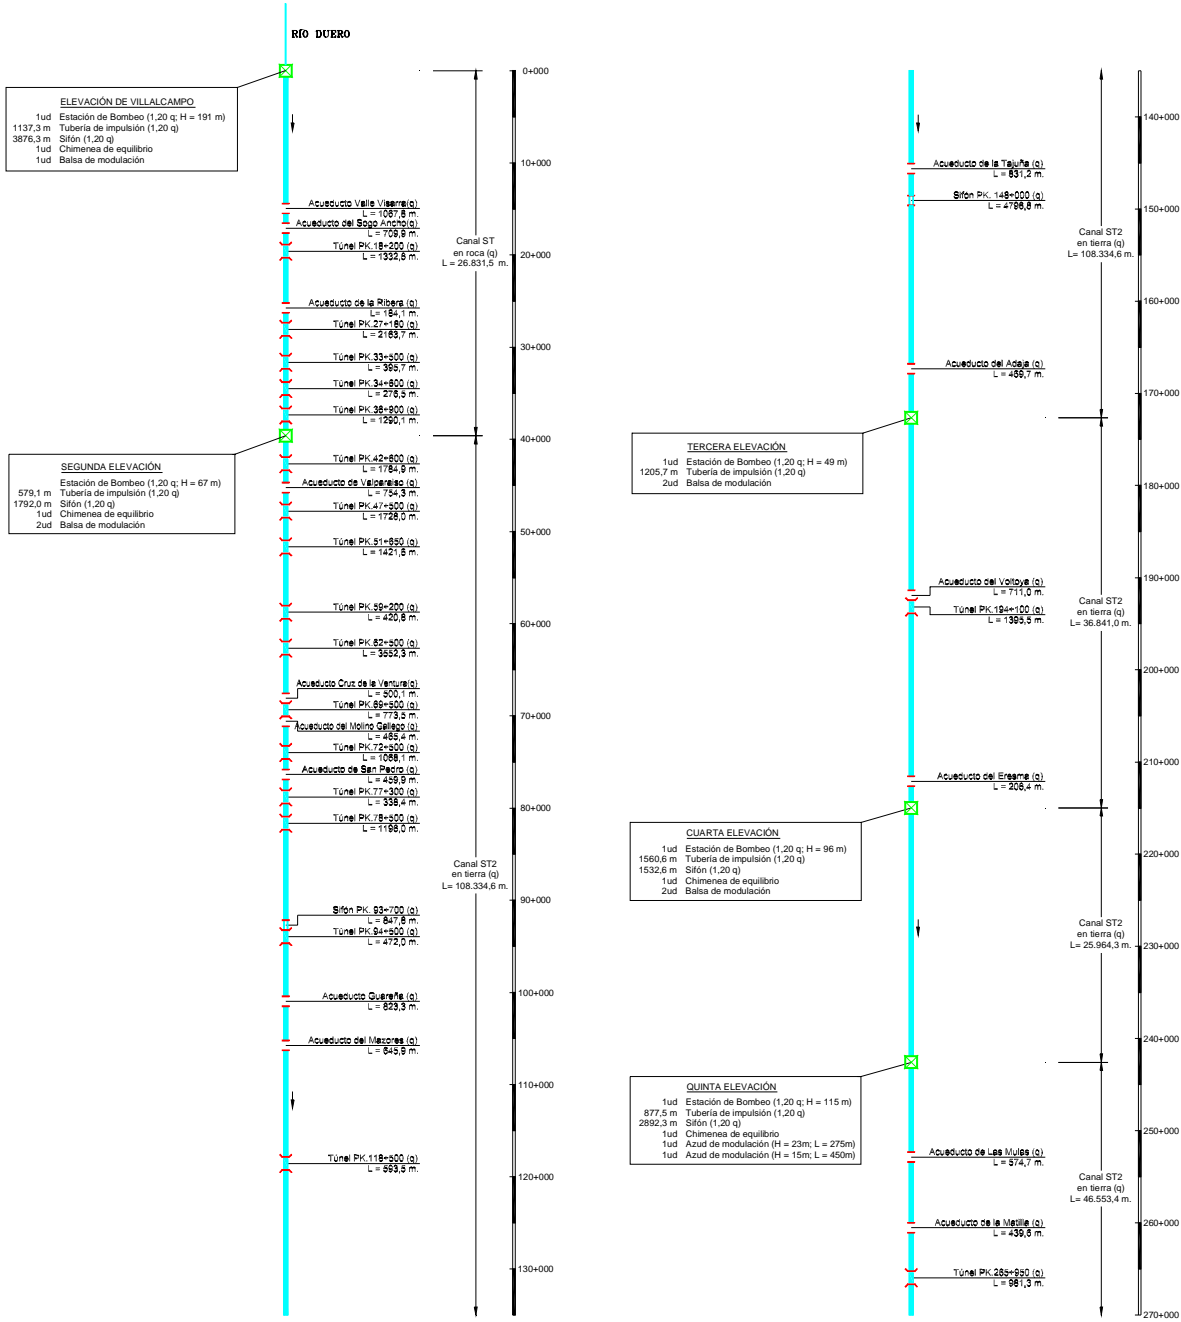 RÍO DUERO
ELEVACIÓN DE VILLALCAMPO
1ud Estación de Bombeo (1,20 q; H = 191 m)
1137,3 m Tubería de impulsión (1,20 q)
3876,3 m Sifón (1,20 q)
1ud Chimenea de equilibrio
1ud Balsa de modulación
Acueducto Valle Visarra(q)
L = 1067,6 m.
Acueducto del Sogo Ancho(q)
L = 709,9 m.
Túnel PK.18+200 (q)
L = 1332,8 m.
Acueducto de la Ribera (q)
L= 184,1 m.
Túnel PK.27+180 (q)
L = 2163,7 m.
Túnel PK.33+500 (q)
L = 395,7 m.
Túnel PK.34+800 (q)
L = 276,5 m.
Túnel PK.36+900 (q)
L = 1290,1 m.
SEGUNDA ELEVACIÓN
Estación de Bombeo (1,20 q; H = 67 m)
579,1 m Tubería de impulsión (1,20 q)
1792,0 m Sifón (1,20 q)
1ud Chimenea de equilibrio
2ud Balsa de modulación
Túnel PK.42+600 (q)
L = 1784,9 m.
Acueducto de Valparaiso (q)
L = 754,3 m.
Túnel PK.47+500 (q)
L = 1728,0 m.
Túnel PK.51+650 (q)
L = 1421,6 m.
Túnel PK.59+200 (q)
L = 420,8 m.
Túnel PK.62+500 (q)
L = 3552,3 m.
Acueducto Cruz de la Ventura(q)
L = 500,1 m.
Túnel PK.69+500 (q)
L = 773,5 m.
Acueducto del Molino Gallego (q)
L = 465,4 m.
Túnel PK.72+500 (q)
L = 1068,1 m.
Acueducto de San Pedro (q)
L = 459,9 m.
Túnel PK.77+300 (q)
L = 338,4 m.
Túnel PK.78+500 (q)
L = 1198,0 m.
Sifón PK. 93+700 (q)
L = 847,8 m.
Túnel PK.94+500 (q)
L = 472,0 m.
Acueducto Guareña (q)
L = 823,3 m.
Acueducto del Mazores (q)
L = 645,9 m.
Túnel PK.118+500 (q)
L = 593,5 m.
Canal ST
en roca (q)
L = 26.831,5 m.
Canal ST2
en tierra (q)
L= 108.334,6 m.
0+000
10+000
20+000
30+000
40+000
50+000
60+000
70+000
80+000
90+000
100+000
110+000
120+000
130+000
Acueducto de la Tajuña (q)
L = 831,2 m.
Sifón PK. 148+000 (q)
L = 4796,8 m.
Acueducto del Adaja (q)
L = 469,7 m.
TERCERA ELEVACIÓN
1ud Estación de Bombeo (1,20 q; H = 49 m)
1205,7 m Tubería de impulsión (1,20 q)
2ud Balsa de modulación
Acueducto del Voltoya (q)
L = 711,0 m.
Túnel PK.194+100 (q)
L = 1395,5 m.
Acueducto del Eresma (q)
L = 208,4 m.
CUARTA ELEVACIÓN
1ud Estación de Bombeo (1,20 q; H = 96 m)
1560,6 m Tubería de impulsión (1,20 q)
1532,6 m Sifón (1,20 q)
1ud Chimenea de equilibrio
2ud Balsa de modulación
QUINTA ELEVACIÓN
1ud Estación de Bombeo (1,20 q; H = 115 m)
877,5 m Tubería de impulsión (1,20 q)
2892,3 m Sifón (1,20 q)
1ud Chimenea de equilibrio
1ud Azud de modulación (H = 23m; L = 275m)
1ud Azud de modulación (H = 15m; L = 450m)
Acueducto de Las Mulas (q)
L = 574,7 m.
Acueducto de la Matilla (q)
L = 439,6 m.
Túnel PK.265+950 (q)
L = 981,3 m.
Canal ST2
en tierra (q)
L= 108.334,6 m.
Canal ST2
en tierra (q)
L= 36.841,0 m.
Canal ST2
en tierra (q)
L= 25.964,3 m.
Canal ST2
en tierra (q)
L= 46.553,4 m.
140+000
150+000
160+000
170+000
180+000
190+000
200+000
210+000
220+000
230+000
240+000
250+000
260+000
270+000